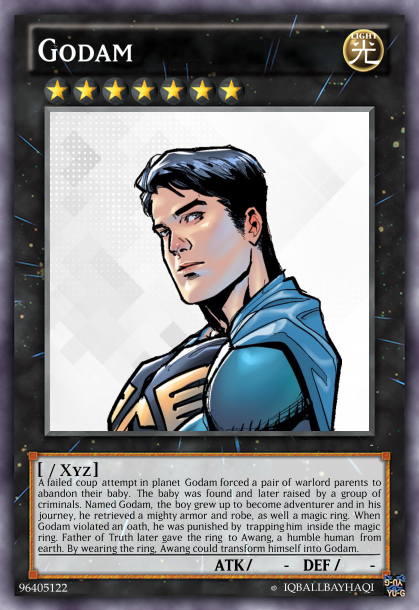 GODAM
LIGHT
光
[ / XYZ]
A failed coup attempt in planet Godam forced a pair of warlord parents to
abandon their baby. The baby was found and later raised by a group of
criminals. Named Godam, the boy grew up to become adventurer and in his
journey, he retrieved a mighty armor and robe, as well a magic ring. When
Godam violated an oath, he was punished by trapping him inside the magic
ring. Father of Truth later gave the ring to Awang, a humble human from
earth. By wearing the ring, Awang could transform himself into Godam.
ATK / - DEF / -
96405122
© IQBALLBAYHAQI